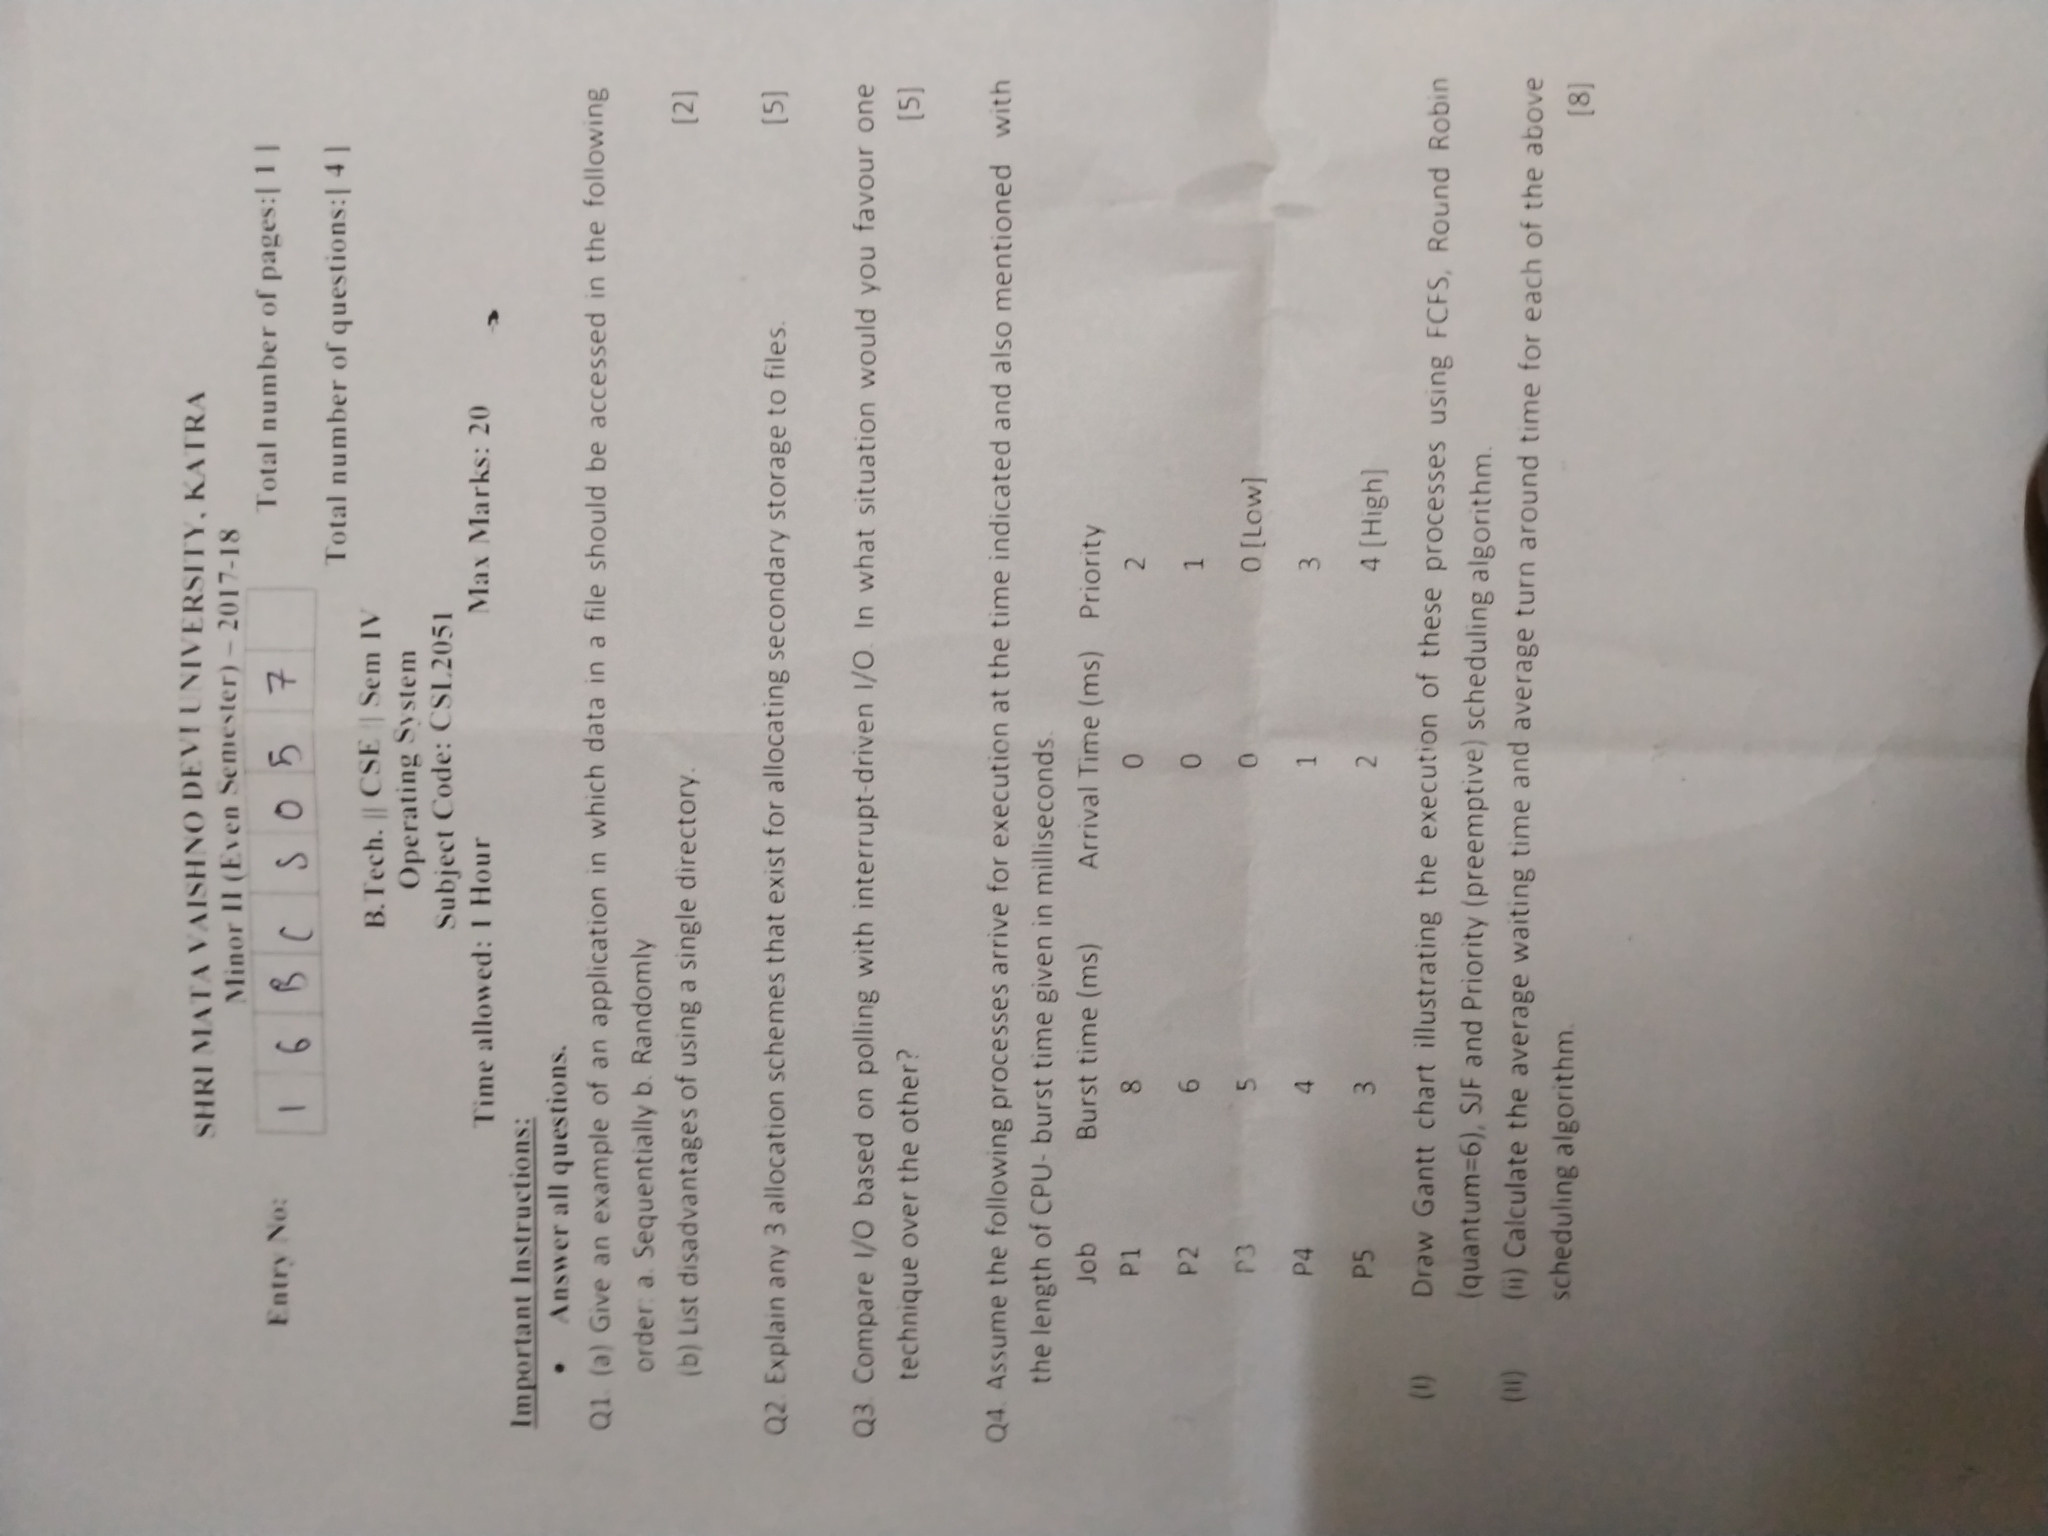 SHRI MATA VAISHNO DEVI UNIVERSITY, KATRA
Minor II (Even Semester) – 2017-18
Entry No: 16BCS057 Total number of pages:[ 1 ]
Total number of questions:[ 4 ]
B.Tech. || CSE || Sem IV
Operating System
Subject Code: CSL2051
Time allowed: 1 Hour Max Marks: 20
Important Instructions:
• Answer all questions.
Q1. (a) Give an example of an application in which data in a file should be accessed in the following
order: a. Sequentially b. Randomly
(b) List disadvantages of using a single directory. [2]
Q2. Explain any 3 allocation schemes that exist for allocating secondary storage to files. [5]
Q3. Compare I/O based on polling with interrupt-driven I/O. In what situation would you favour one
technique over the other? [5]
Q4. Assume the following processes arrive for execution at the time indicated and also mentioned with
the length of CPU- burst time given in milliseconds.
Job Burst time (ms) Arrival Time (ms) Priority
P1 8 0 2
P2 6 0 1
P3 5 0 0 [Low]
P4 4 1 3
P5 3 2 4 [High]
(I) Draw Gantt chart illustrating the execution of these processes using FCFS, Round Robin
(quantum=6), SJF and Priority (preemptive) scheduling algorithm.
(II) (ii) Calculate the average waiting time and average turn around time for each of the above
scheduling algorithm.
[8]